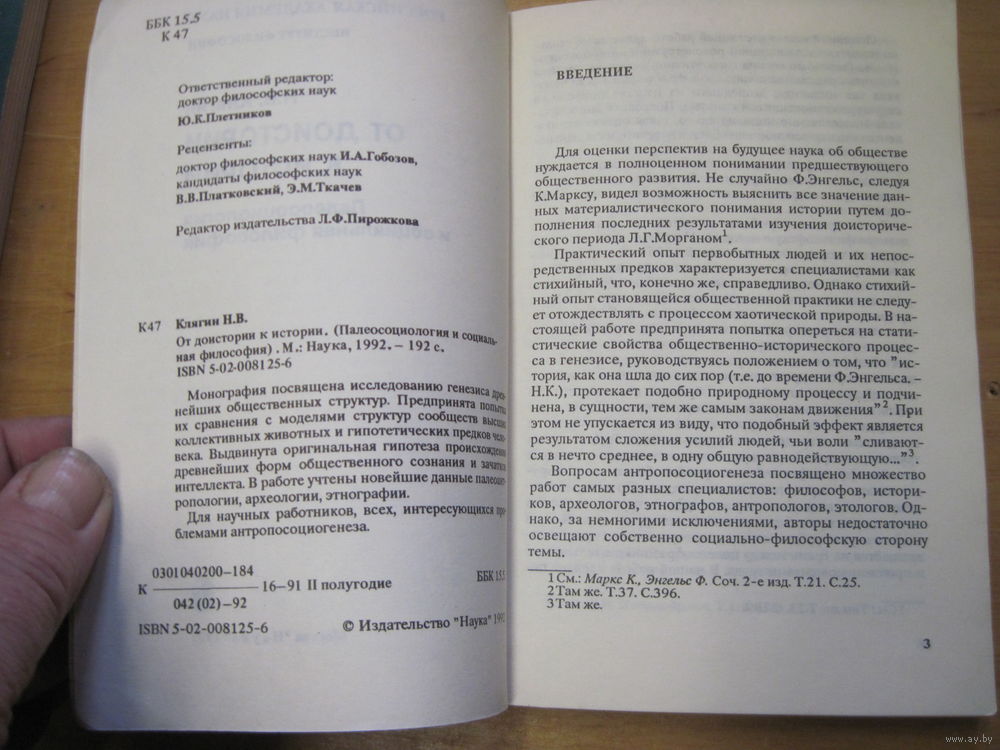 ББК 15.5
К 47
Ответственный редактор:
доктор философских наук
Ю.К.Плетников
Рецензенты:
доктор философских наук И.А.Гобозов,
кандидаты философских наук
В.В.Платковский, Э.М.Ткачев
Редактор издательства Л.Ф.Пирожкова
К47 Клягин Н.В.
От доистории к истории. (Палеосоциология и социаль-
ная философия). М.: Наука, 1992. – 192 с.
ISBN 5-02-008125-6
Монография посвящена исследованию генезиса древ-
нейших общественных структур. Предпринята попытка
их сравнения с моделями структур сообществ высших
коллективных животных и гипотетических предков чело-
века. Выдвинута оригинальная гипотеза происхождения
древнейших форм общественного сознания и зачатков
интеллекта. В работе учтены новейшие данные палеоант-
ропологии, археологии, этнографии.
Для научных работников, всех, интересующихся про-
блемами антропосоциогенеза.
К 0301040200–184
042 (02)–92
16–91 II полугодие
ББК 15.5
ISBN 5-02-008125-6
© Издательство "Наука" 1992
ВВЕДЕНИЕ
Для оценки перспектив на будущее наука об обществе
нуждается в полноценном понимании предшествующего
общественного развития. Не случайно Ф.Энгельс, следуя
К.Марксу, видел возможность выяснить все значение дан-
ных материалистического понимания истории путем до-
полнения последних результатами изучения доисториче-
ского периода Л.Г.Морганом1.
Практический опыт первобытных людей и их непос-
редственных предков характеризуется специалистами как
стихийный, что, конечно же, справедливо. Однако стихий-
ный опыт становящейся общественной практики не следу-
ет отождествлять с процессом хаотической природы. В на-
стоящей работе предпринята попытка опереться на стати-
стические свойства общественно-исторического процес-
са в генезисе, руководствуясь положением о том, что "ис-
тория, как она шла до сих пор (т.е. до времени Ф.Энгельса. –
Н.К.), протекает подобно природному процессу и подчи-
нена, в сущности, тем же самым законам движения"2. При
этом не упускается из виду, что подобный эффект является
результатом сложения усилий людей, чьи воли "сливают-
ся в нечто среднее, в одну общую равнодействующую..."3.
Вопросам антропосоциогенеза посвящено множество
работ самых разных специалистов: философов, истори-
ков, археологов, этнографов, антропологов, этологов. Од-
нако, за немногими исключениями, авторы недостаточно
освещают собственно социально-философскую сторону
темы.
1 См.: Маркс К., Энгельс Ф. Соч. 2-е изд. Т.21. С.25.
2 Там же. Т.37. С.396.
3 Там же.
3
www.ay.by